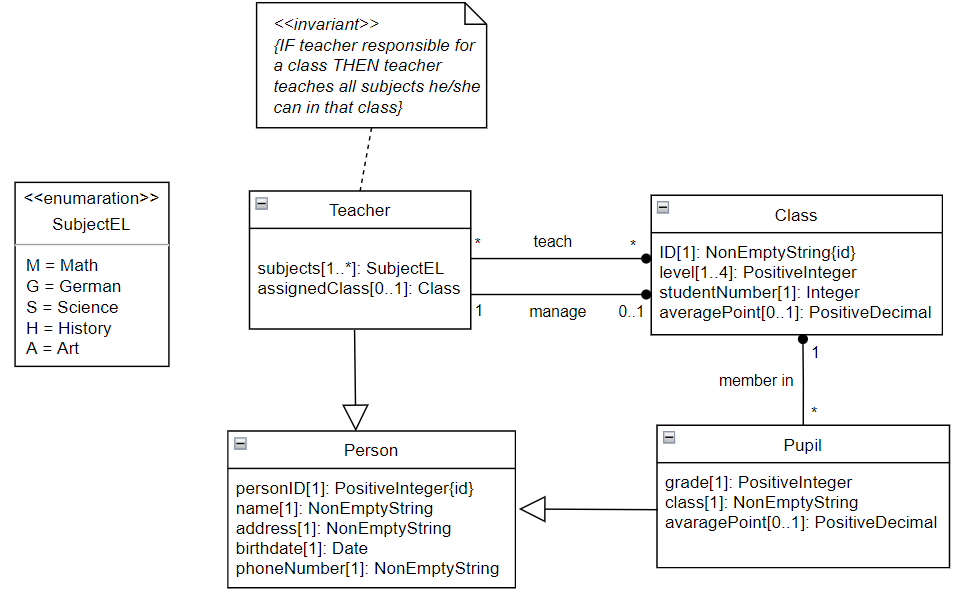 <<invariant>>
{IF teacher responsible for
a class THEN teacher
teaches all subjects he/she
can in that class}
<<enumaration>>
SubjectEL
M = Math
G = German
S = Science
H = History
A = Art
Teacher
subjects[1..*]: SubjectEL
assignedClass[0..1]: Class
* teach *
1 manage 0..1
Class
ID[1]: NonEmptyString{id}
level[1..4]: PositiveInteger
studentNumber[1]: Integer
averagePoint[0..1]: PositiveDecimal
1
member in
*
Person
personID[1]: PositiveInteger{id}
name[1]: NonEmptyString
address[1]: NonEmptyString
birthdate[1]: Date
phoneNumber[1]: NonEmptyString
Pupil
grade[1]: PositiveInteger
class[1]: NonEmptyString
avaragePoint[0..1]: PositiveDecimal